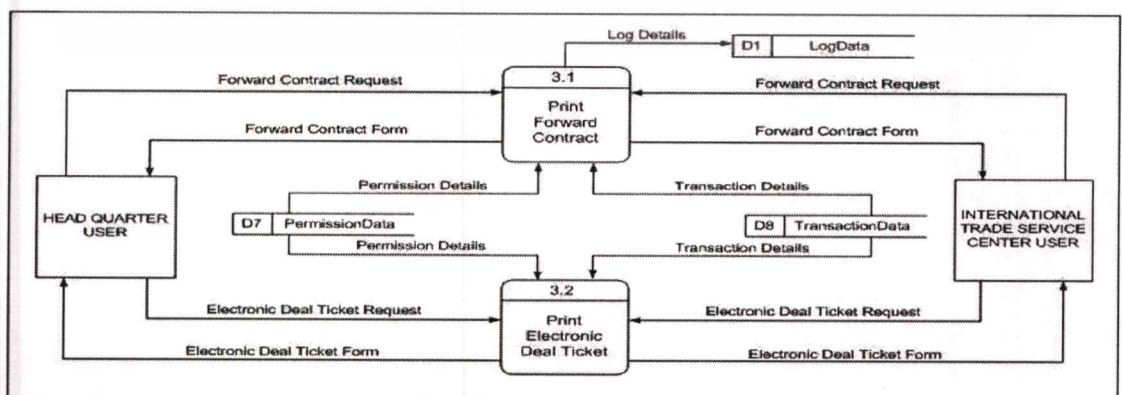 Log Details
D1 LogData
3.1
Forward Contract Request
Print
Forward
Contract
Forward Contract Request
Forward Contract Form
Forward Contract Form
Permission Details
Transaction Details
HEAD QUARTER
USER
D7 PermissionData
D9 TransactionData
INTERNATIONAL
TRADE SERVICE
CENTER USER
Permission Details
Transaction Details
3.2
Electronic Deal Ticket Request
Print
Electronic
Deal Ticket
Electronic Deal Ticket Request
Electronic Deal Ticket Form
Electronic Deal Ticket Form